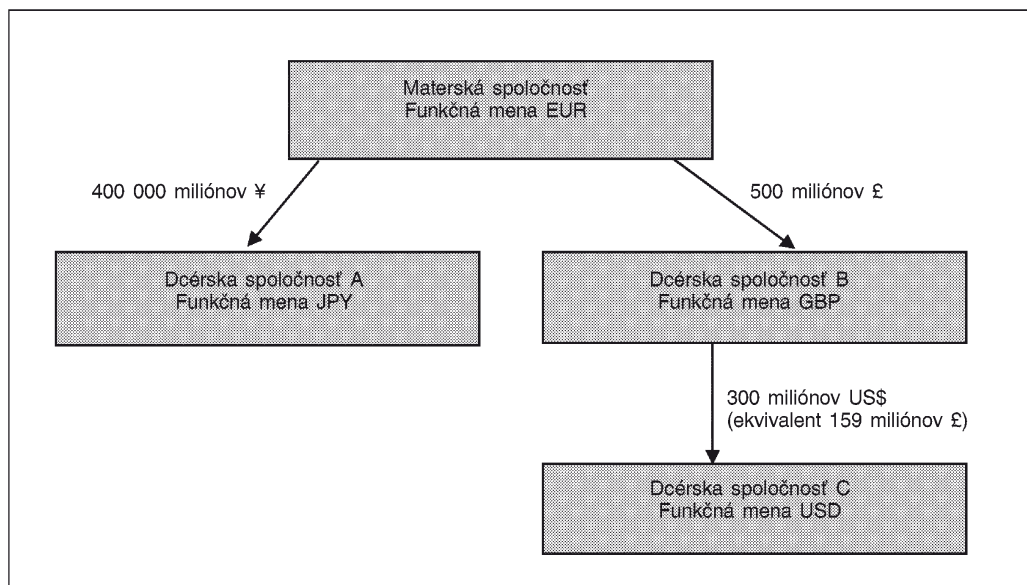 Materská spoločnosť
Funkčná mena EUR
400 000 miliónov ¥
500 miliónov £
Dcérska spoločnosť A
Funkčná mena JPY
Dcérska spoločnosť B
Funkčná mena GBP
300 miliónov US$
(ekvivalent 159 miliónov £)
Dcérska spoločnosť C
Funkčná mena USD